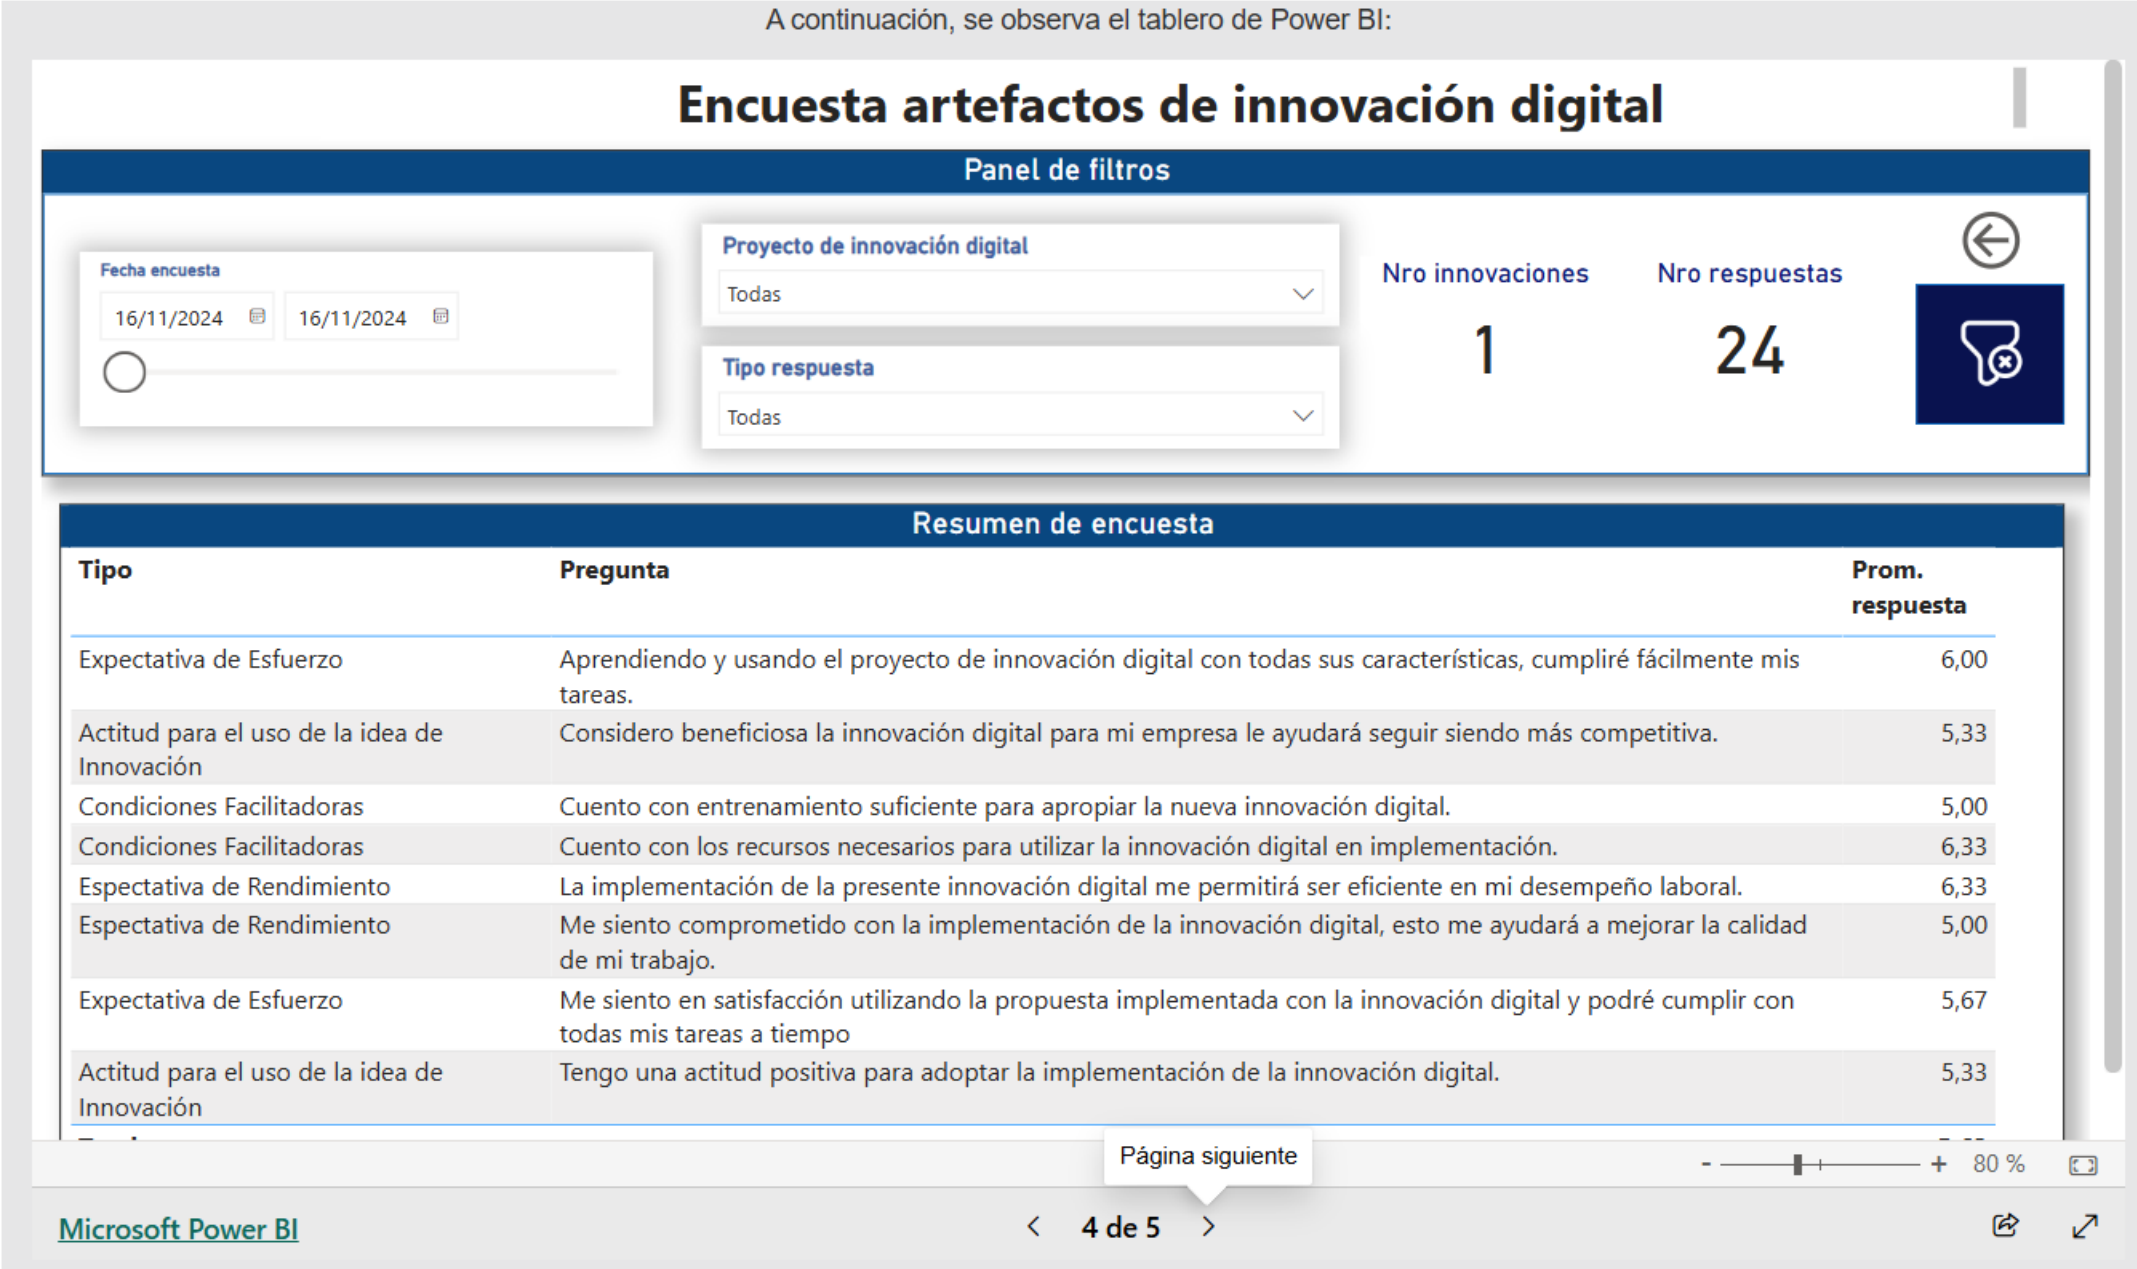 A continuación, se observa el tablero de Power BI:
Encuesta artefactos de innovación digital
Panel de filtros
Fecha encuesta
16/11/2024 16/11/2024
Proyecto de innovación digital
Todas
Tipo respuesta
Todas
Nro innovaciones
1
Nro respuestas
24
Resumen de encuesta
Tipo Pregunta Prom.
respuesta
Expectativa de Esfuerzo Aprendiendo y usando el proyecto de innovación digital con todas sus características, cumpliré fácilmente mis 6,00
tareas.
Actitud para el uso de la idea de Considero beneficiosa la innovación digital para mi empresa le ayudará seguir siendo más competitiva. 5,33
Innovación
Condiciones Facilitadoras Cuento con entrenamiento suficiente para apropiar la nueva innovación digital. 5,00
Condiciones Facilitadoras Cuento con los recursos necesarios para utilizar la innovación digital en implementación. 6,33
Espectativa de Rendimiento La implementación de la presente innovación digital me permitirá ser eficiente en mi desempeño laboral. 6,33
Espectativa de Rendimiento Me siento comprometido con la implementación de la innovación digital, esto me ayudará a mejorar la calidad 5,00
de mi trabajo.
Expectativa de Esfuerzo Me siento en satisfacción utilizando la propuesta implementada con la innovación digital y podré cumplir con 5,67
todas mis tareas a tiempo
Actitud para el uso de la idea de Tengo una actitud positiva para adoptar la implementación de la innovación digital. 5,33
Innovación
Página siguiente
- + 80 %
Microsoft Power BI
< 4 de 5 >